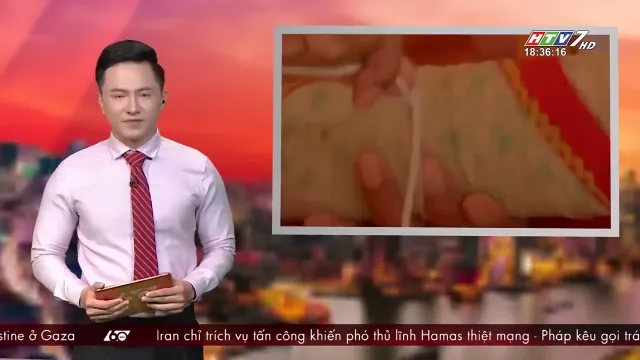 HTV7 HD
18:36:16
stine ở Gaza 60 Iran chỉ trích vụ tấn công khiến phó thủ lĩnh Hamas thiệt mạng - Pháp kêu gọi trá